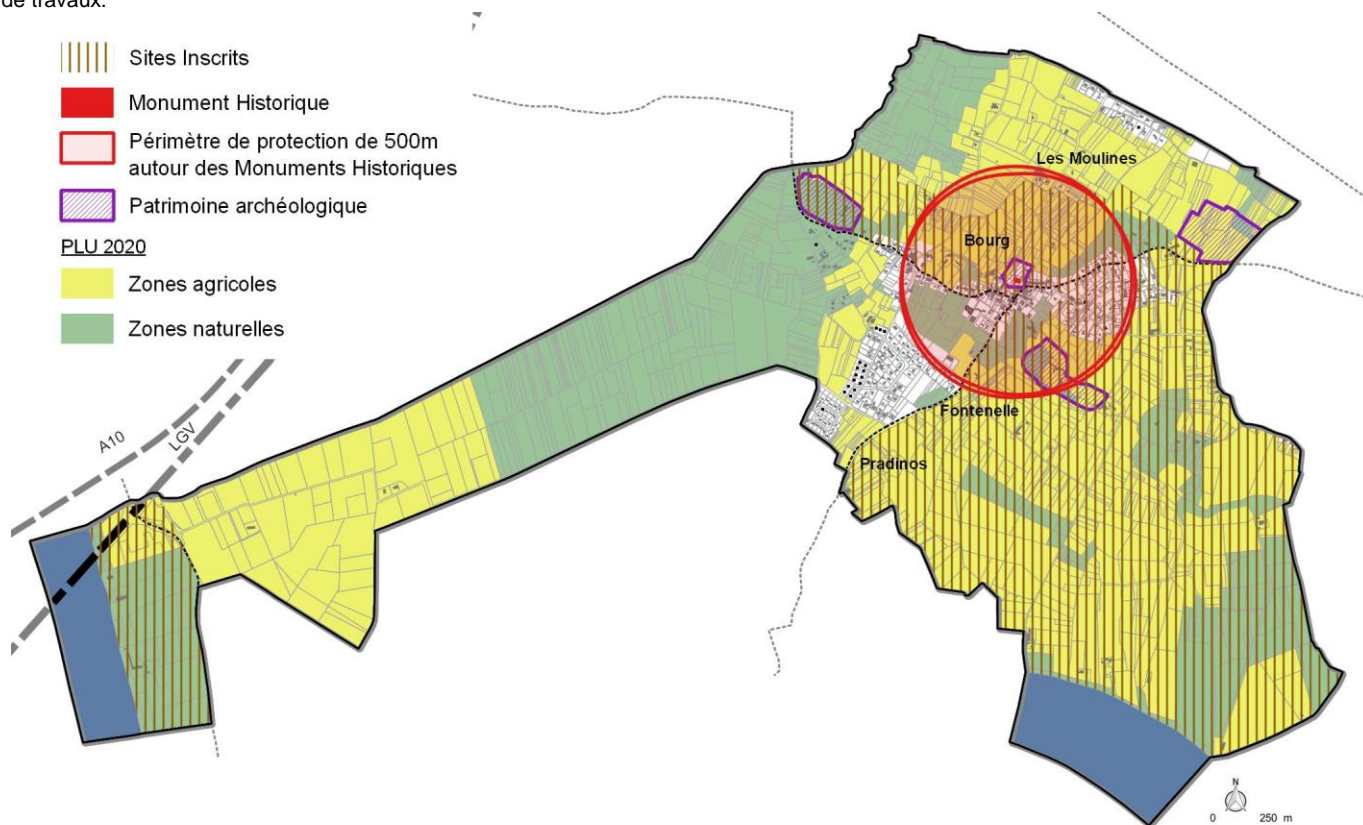 de travaux.
Sites Inscrits
Monument Historique
Périmètre de protection de 500m
autour des Monuments Historiques
Patrimoine archéologique
PLU 2020
Zones agricoles
Zones naturelles
Les Moulines
Bourg
Fontenelle
Pradinos
A10
LGV
N
0 250 m